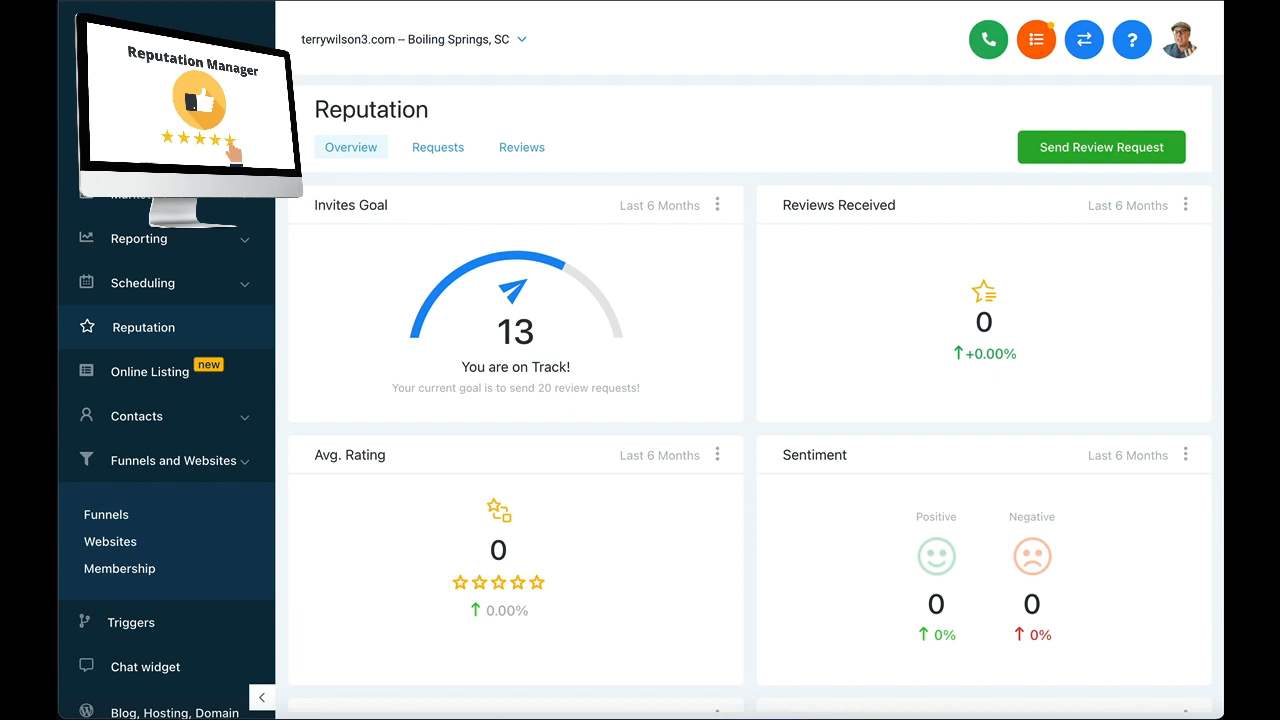 Reputation Manager
terrywilson3.com -- Boiling Springs, SC
?
Reputation
Overview
Requests
Reviews
Send Review Request
Reporting
Scheduling
Reputation
Online Listing new
Contacts
Funnels and Websites
Funnels
Websites
Membership
Triggers
Chat widget
Blog, Hosting, Domain
Invites Goal
Last 6 Months
13
You are on Track!
Your current goal is to send 20 review requests!
Reviews Received
Last 6 Months
0
+0.00%
Avg. Rating
Last 6 Months
0
0.00%
Sentiment
Last 6 Months
Positive
Negative
0
0
0%
0%